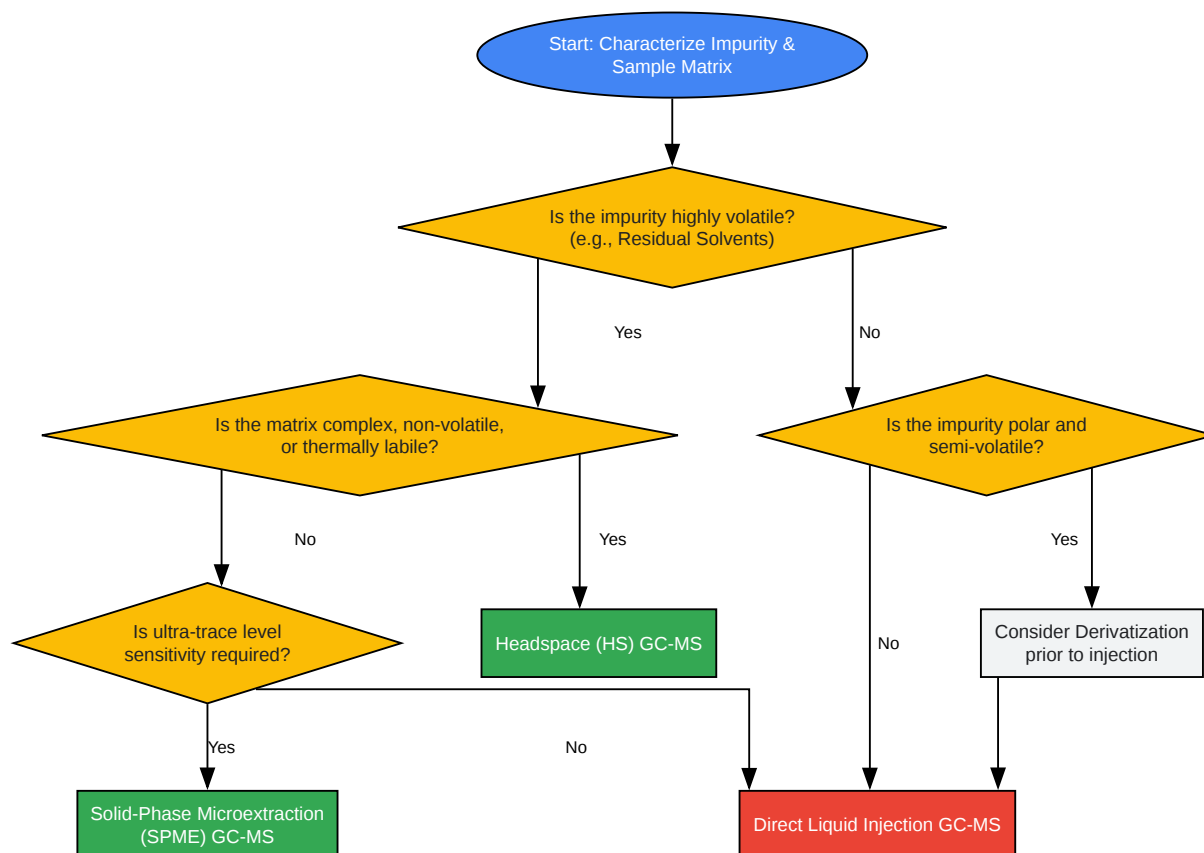 Start: Characterize Impurity &
Sample Matrix
Is the impurity highly volatile?
(e.g., Residual Solvents)
Yes
No
Is the matrix complex, non-volatile,
or thermally labile?
Is the impurity polar and
semi-volatile?
No
Yes
Yes
Is ultra-trace level
sensitivity required?
Headspace (HS) GC-MS
No
Consider Derivatization
prior to injection
Yes
No
Solid-Phase Microextraction
(SPME) GC-MS
Direct Liquid Injection GC-MS